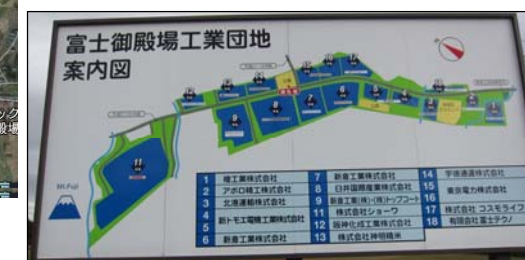 富士御殿場工業団地
案内図
Mt.Fuji
1 檜工業株式会社
2 アポロ精工株式会社
3 北港運輸株式会社
4 新トモエ電機工業株式会社
5
6 新倉工業株式会社
7 新倉工業株式会社
8 臼井国際産業株式会社
9 新倉工業(株)・(株)トップコート
11 株式会社ショーワ
12 阪神化成工業株式会社
13 株式会社神明精米
14 宇徳通運株式会社
15 東京電力株式会社
16
17 株式会社 コスモライフ
18 有限会社 富士テクノ